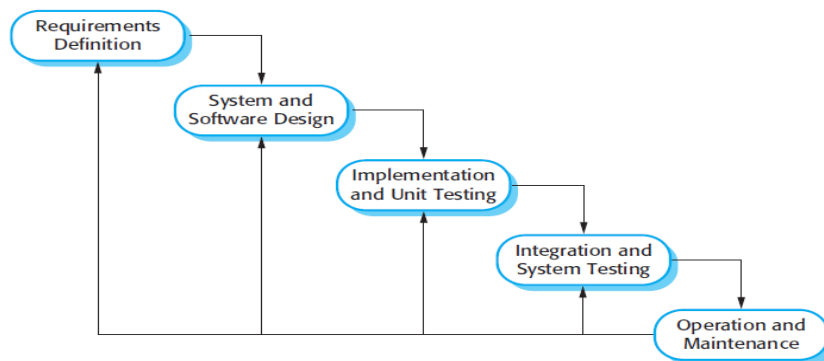 Requirements
Definition
System and
Software Design
Implementation
and Unit Testing
Integration and
System Testing
Operation and
Maintenance